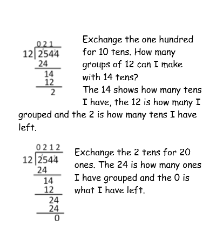 Exchange the one hundred
021
for 10 tens. How many
12 2544
groups of 12 can I make
24
with 14 tens?
14
The 14 shows how many tens
12
I have, the 12 is how many I
2
grouped and the 2 is how many tens I have
left.
0212
Exchange the 2 tens for 20
12 2544
ones. The 24 is how many ones
24
I have grouped and the 0 is
14
what I have left.
12
24
24
0